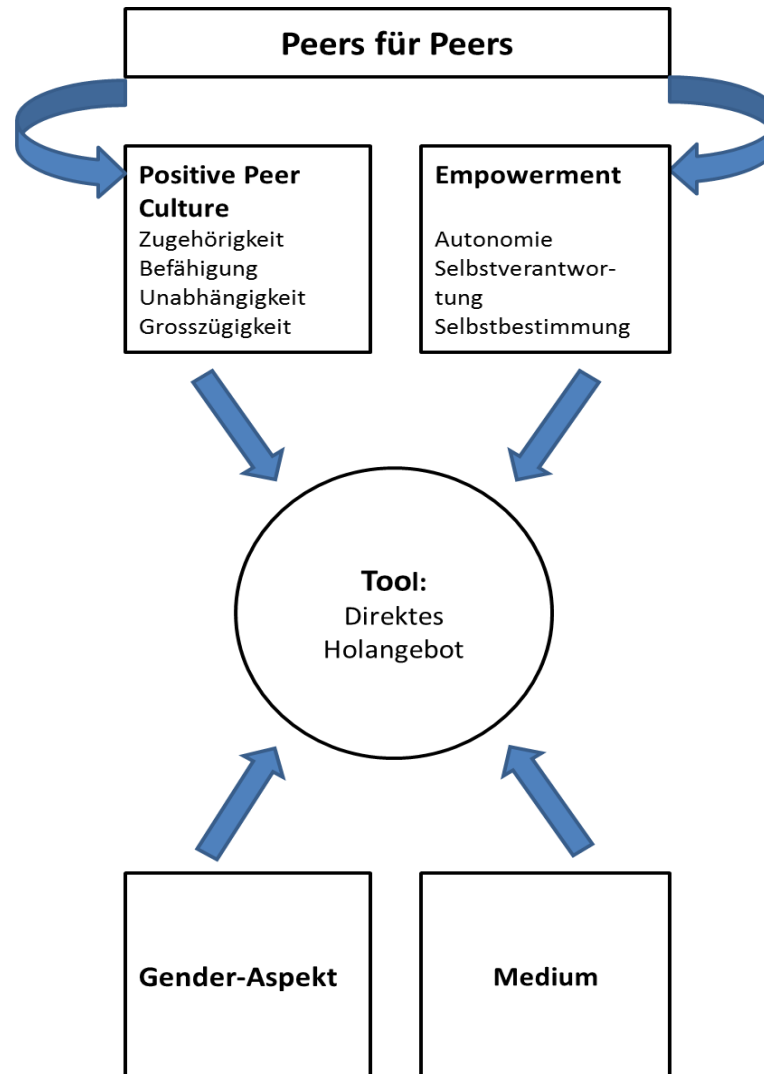 Peers für Peers
Positive Peer
Culture
Zugehörigkeit
Befähigung
Unabhängigkeit
Grosszügigkeit
Empowerment
Autonomie
Selbstverantwor-
tung
Selbstbestimmung
Tool:
Direktes
Holangebot
Gender-Aspekt
Medium